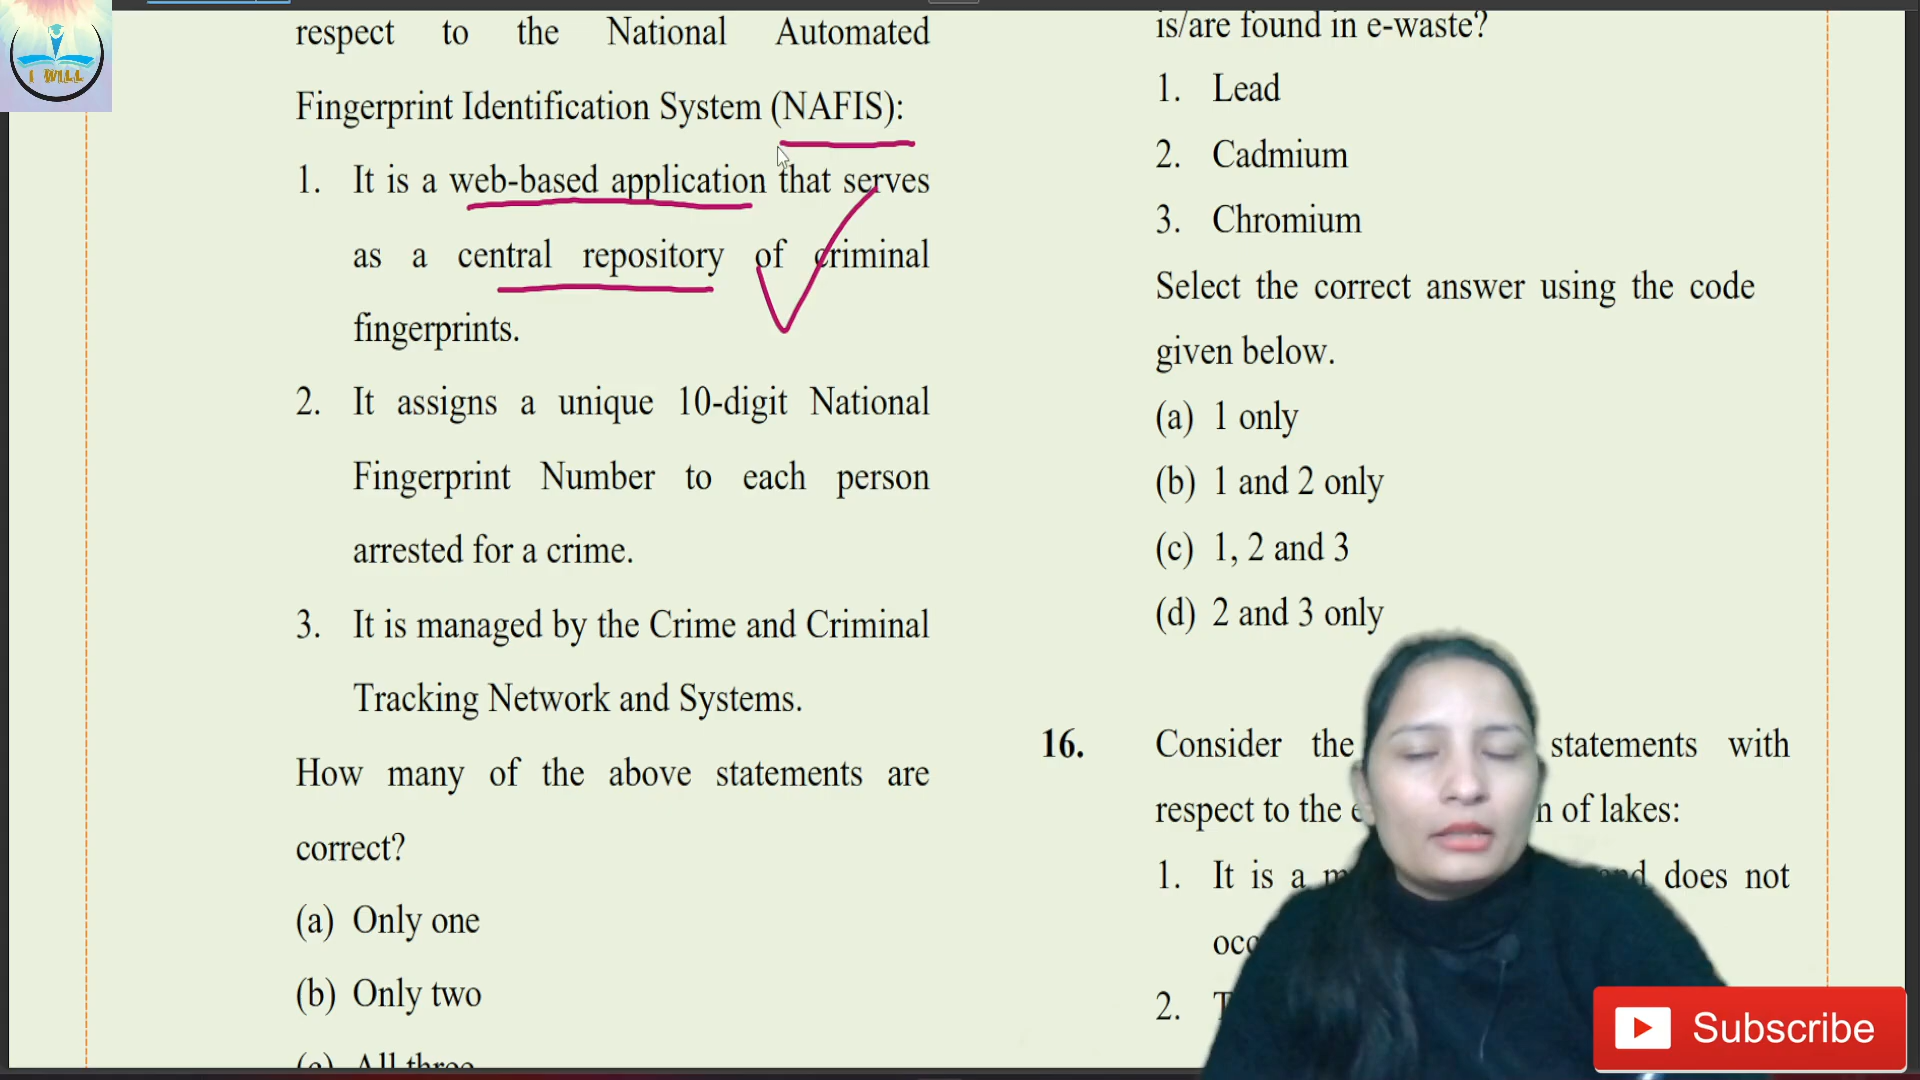 I WILL
respect to the National Automated
Fingerprint Identification System (NAFIS):
1. It is a web-based application that serves
as a central repository of criminal
fingerprints.
2. It assigns a unique 10-digit National
Fingerprint Number to each person
arrested for a crime.
3. It is managed by the Crime and Criminal
Tracking Network and Systems.
How many of the above statements are
correct?
(a) Only one
(b) Only two
(c) All three
is/are found in e-waste?
1. Lead
2. Cadmium
3. Chromium
Select the correct answer using the code
given below.
(a) 1 only
(b) 1 and 2 only
(c) 1, 2 and 3
(d) 2 and 3 only
16. Consider the statements with
respect to the of lakes:
1. It is a does not
2.
Subscribe